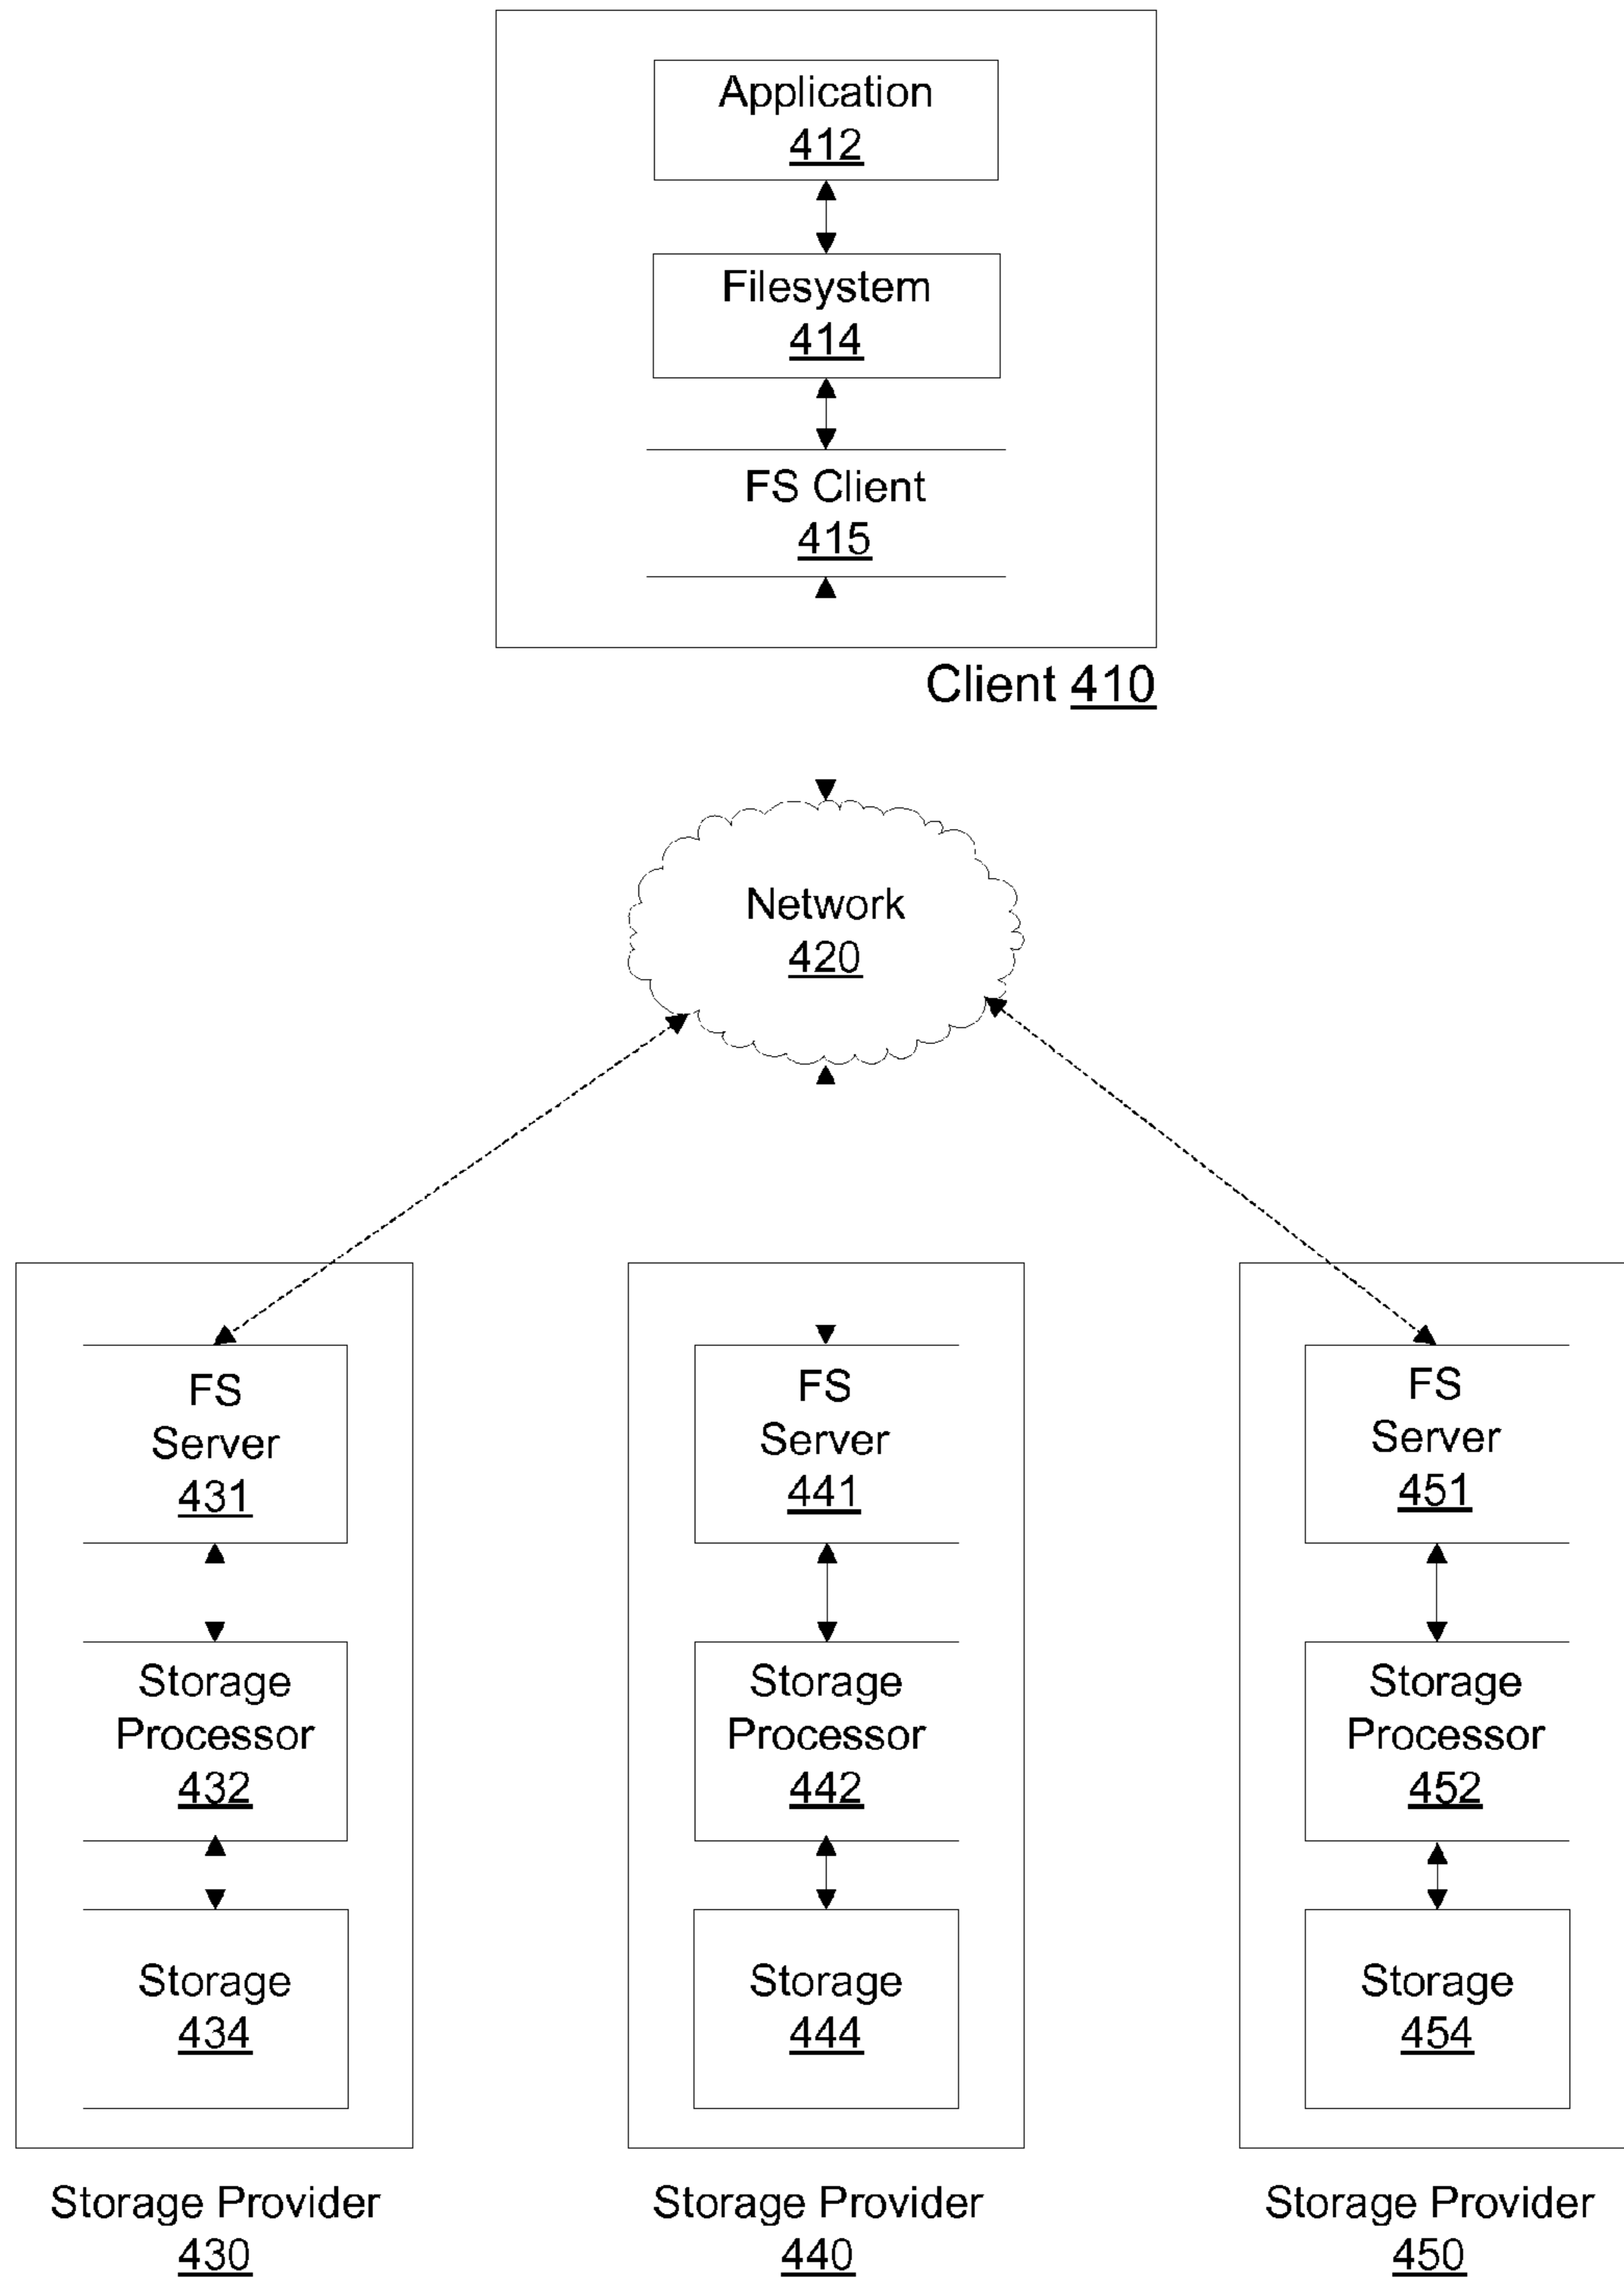 Application
412
Filesystem
414
FS Client
415
Client 410
Network
420
FS
Server
431
FS
Server
441
FS
Server
451
Storage
Processor
432
Storage
Processor
442
Storage
Processor
452
Storage
434
Storage
444
Storage
454
Storage Provider
430
Storage Provider
440
Storage Provider
450